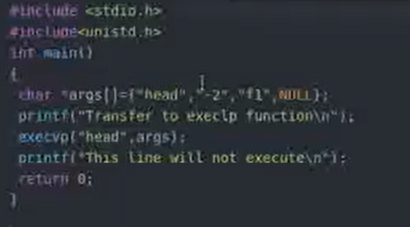 #include <stdio.h>
#include<unistd.h>
int main()
{
char *args[]={"head","-2","f1",NULL};
printf("Transfer to execlp function\n");
execvp("head",args);
printf("This line will not execute\n");
return 0;
}